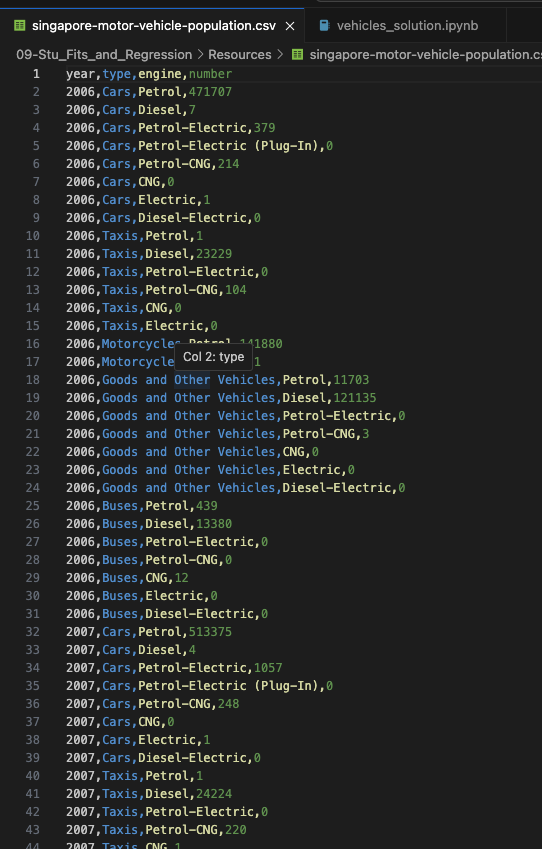 singapore-motor-vehicle-population.csv vehicles_solution.ipynb
09-Stu_Fits_and_Regression > Resources > singapore-motor-vehicle-population.cs
1 year,type,engine,number
2 2006,Cars,Petrol,471707
3 2006,Cars,Diesel,7
4 2006,Cars,Petrol-Electric,379
5 2006,Cars,Petrol-Electric (Plug-In),0
6 2006,Cars,Petrol-CNG,214
7 2006,Cars,CNG,0
8 2006,Cars,Electric,1
9 2006,Cars,Diesel-Electric,0
10 2006,Taxis,Petrol,1
11 2006,Taxis,Diesel,23229
12 2006,Taxis,Petrol-Electric,0
13 2006,Taxis,Petrol-CNG,104
14 2006,Taxis,CNG,0
15 2006,Taxis,Electric,0
16 2006,Motorcycles,Petrol,141880
Col 2: type
17 2006,Motorcycle 1
18 2006,Goods and Other Vehicles,Petrol,11703
19 2006,Goods and Other Vehicles,Diesel,121135
20 2006,Goods and Other Vehicles,Petrol-Electric,0
21 2006,Goods and Other Vehicles,Petrol-CNG,3
22 2006,Goods and Other Vehicles,CNG,0
23 2006,Goods and Other Vehicles,Electric,0
24 2006,Goods and Other Vehicles,Diesel-Electric,0
25 2006,Buses,Petrol,439
26 2006,Buses,Diesel,13380
27 2006,Buses,Petrol-Electric,0
28 2006,Buses,Petrol-CNG,0
29 2006,Buses,CNG,12
30 2006,Buses,Electric,0
31 2006,Buses,Diesel-Electric,0
32 2007,Cars,Petrol,513375
33 2007,Cars,Diesel,4
34 2007,Cars,Petrol-Electric,1057
35 2007,Cars,Petrol-Electric (Plug-In),0
36 2007,Cars,Petrol-CNG,248
37 2007,Cars,CNG,0
38 2007,Cars,Electric,1
39 2007,Cars,Diesel-Electric,0
40 2007,Taxis,Petrol,1
41 2007,Taxis,Diesel,24224
42 2007,Taxis,Petrol-Electric,0
43 2007,Taxis,Petrol-CNG,220
44 2007,Taxis,CNG,1